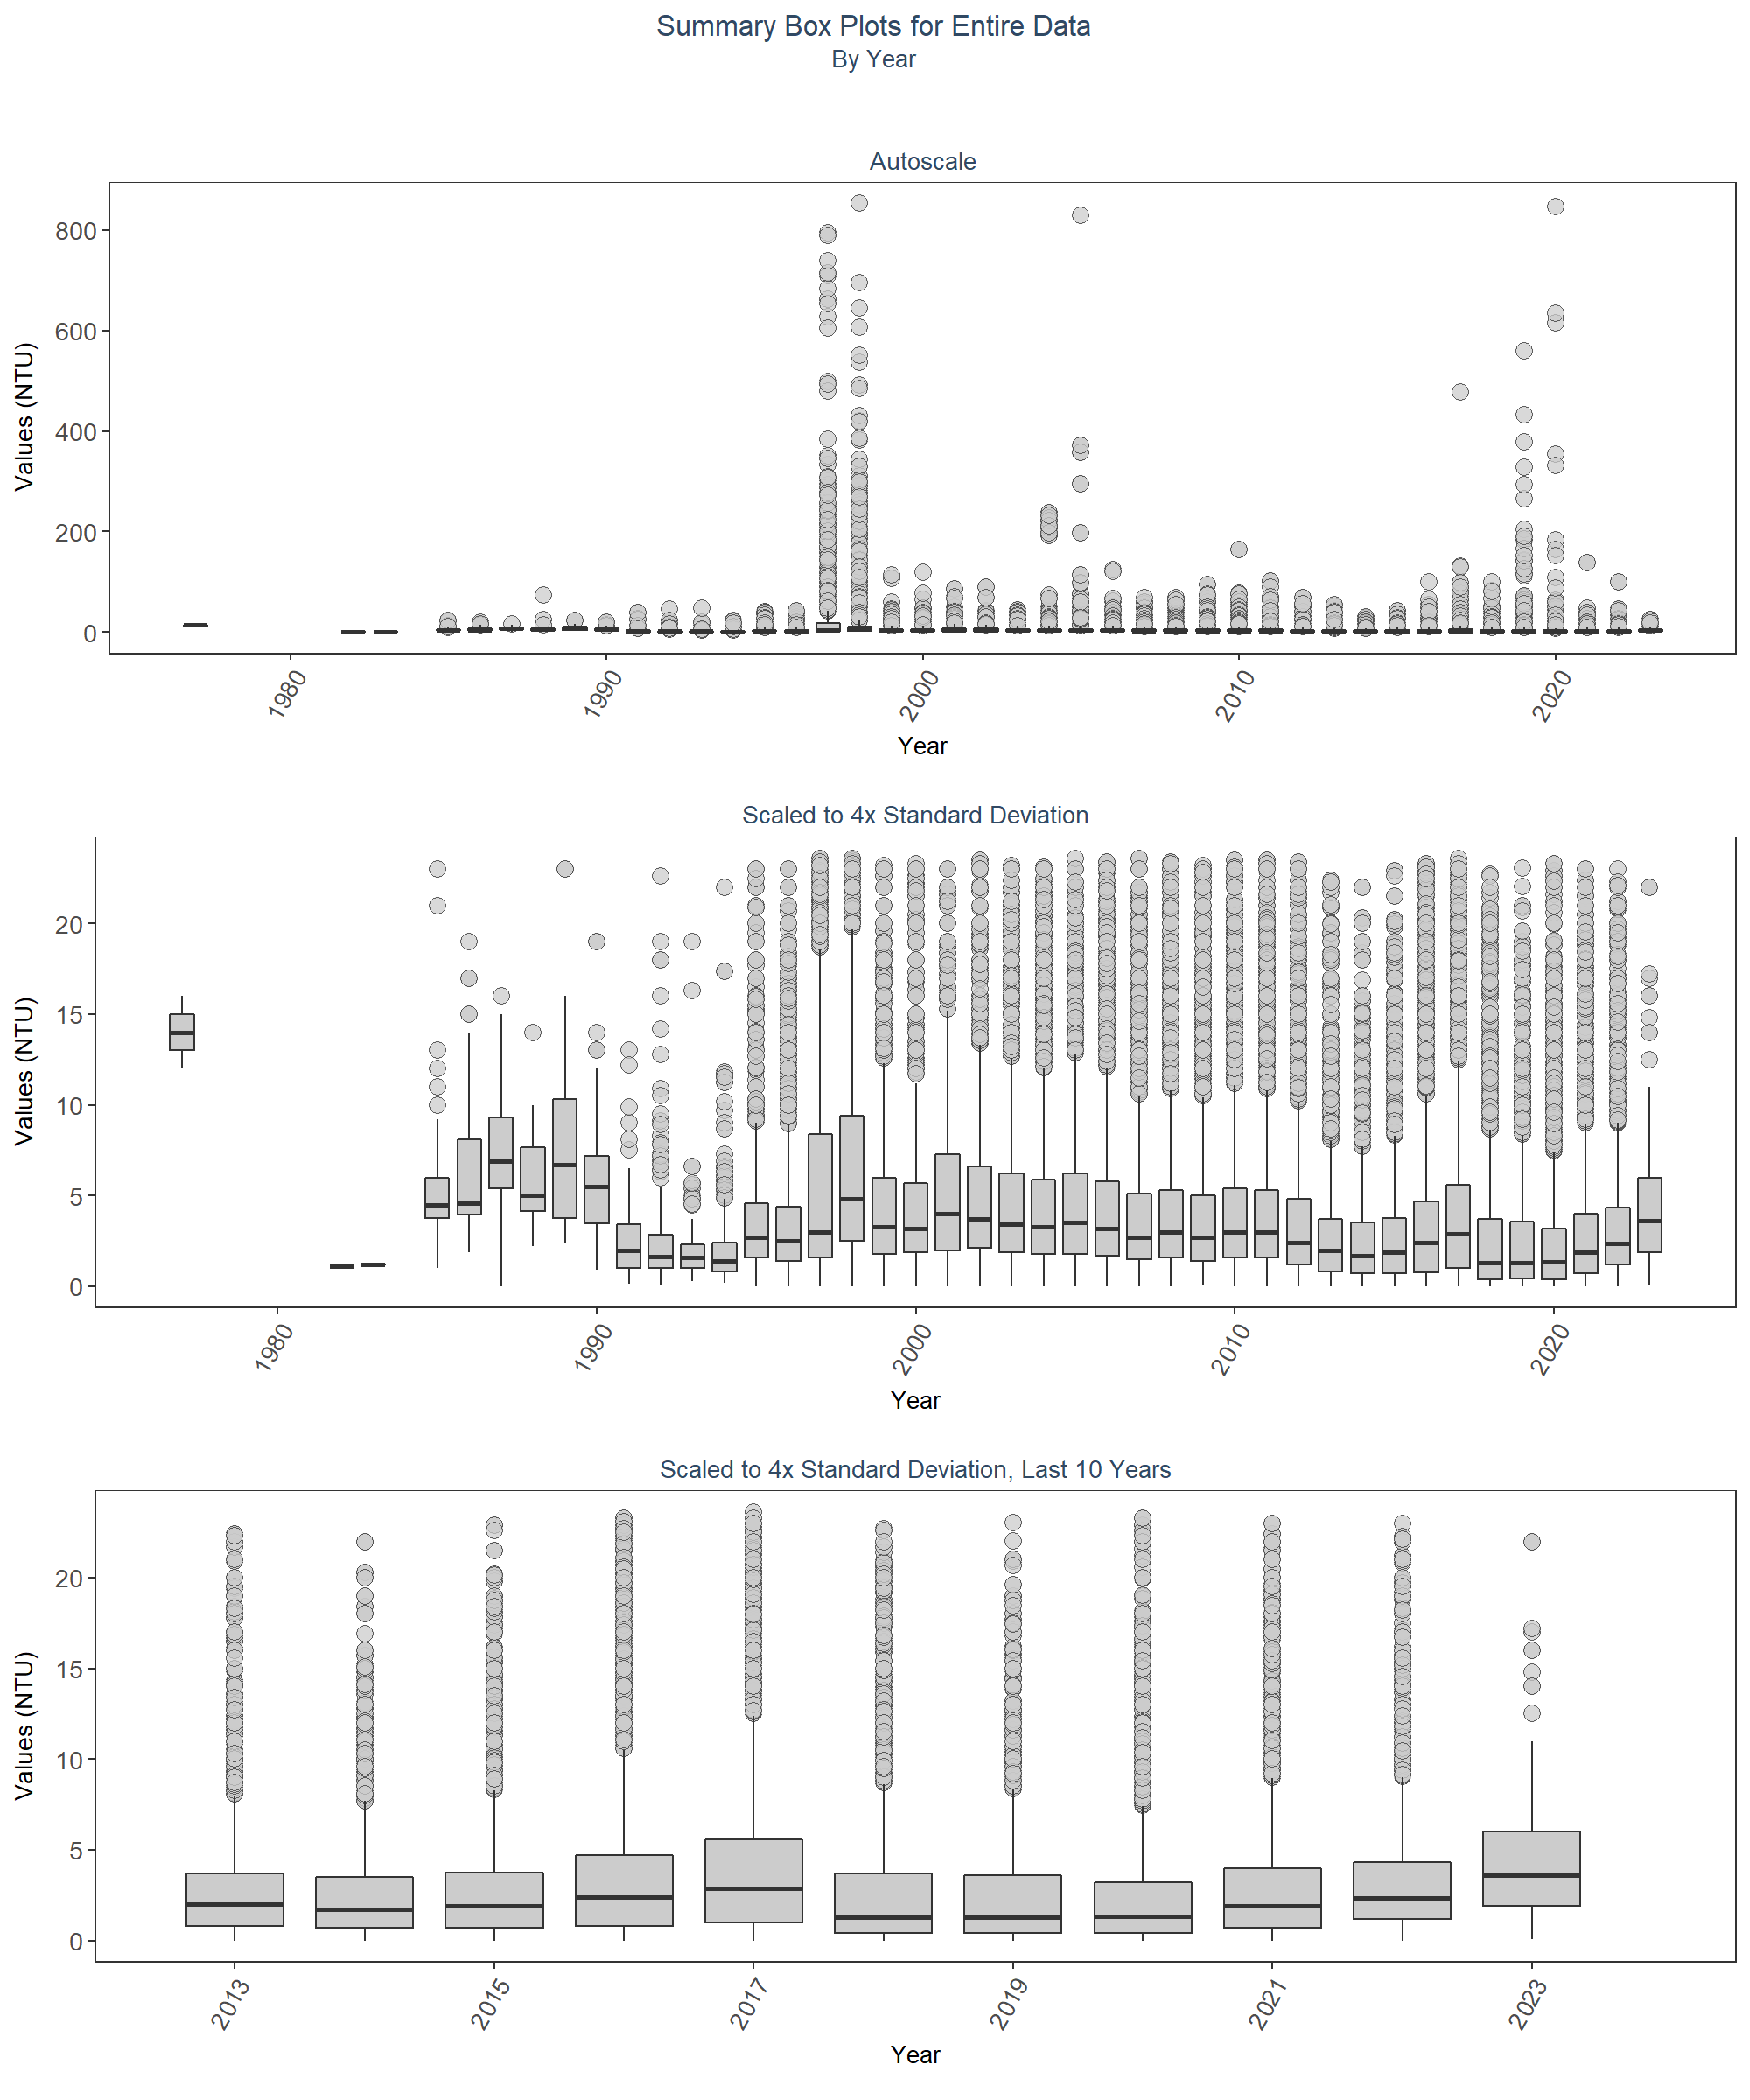 Summary Box Plots for Entire Data
By Year
Autoscale
Values (NTU)
800
600
400
200
0
1980
1990
2000
2010
2020
Year
Scaled to 4x Standard Deviation
Values (NTU)
20
15
10
5
0
1980
1990
2000
2010
2020
Year
Scaled to 4x Standard Deviation, Last 10 Years
Values (NTU)
20
15
10
5
0
2013
2015
2017
2019
2021
2023
Year